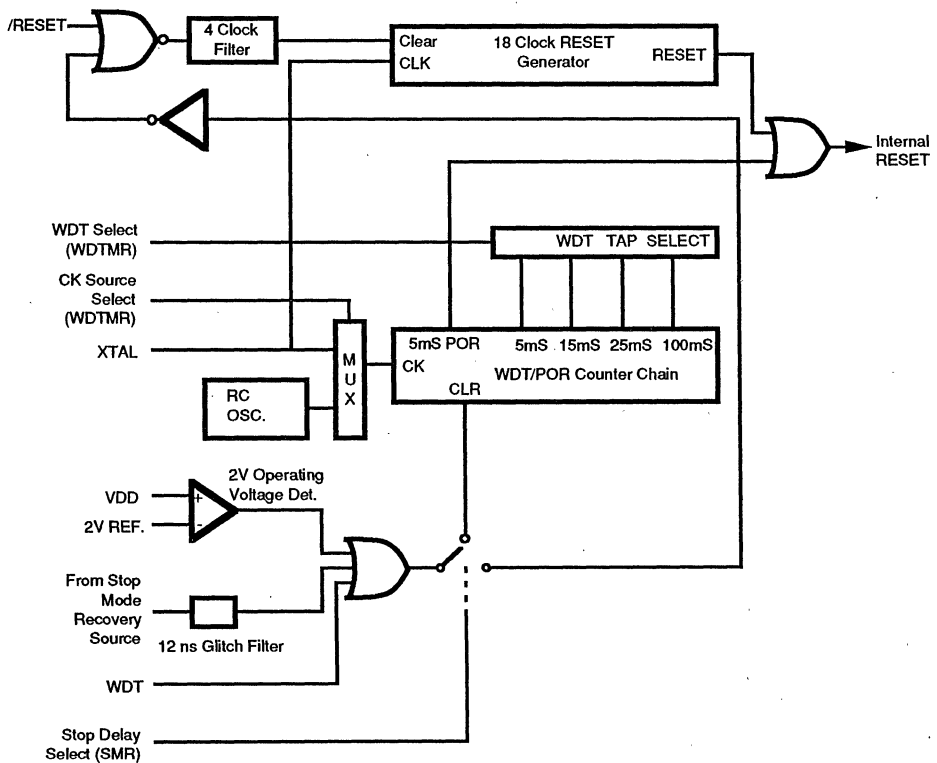 /RESET
4 Clock
Filter
Clear
CLK
18 Clock RESET
Generator
RESET
Internal
RESET
WDT Select
(WDTMR)
WDT TAP SELECT
CK Source
Select
(WDTMR)
XTAL
MUX
5mS POR
5mS
15mS
25mS
100mS
CK
WDT/POR Counter Chain
CLR
RC
OSC.
2V Operating
Voltage Det.
VDD
+
2V REF.
-
From Stop
Mode
Recovery
Source
12 ns Glitch Filter
WDT
Stop Delay
Select (SMR)